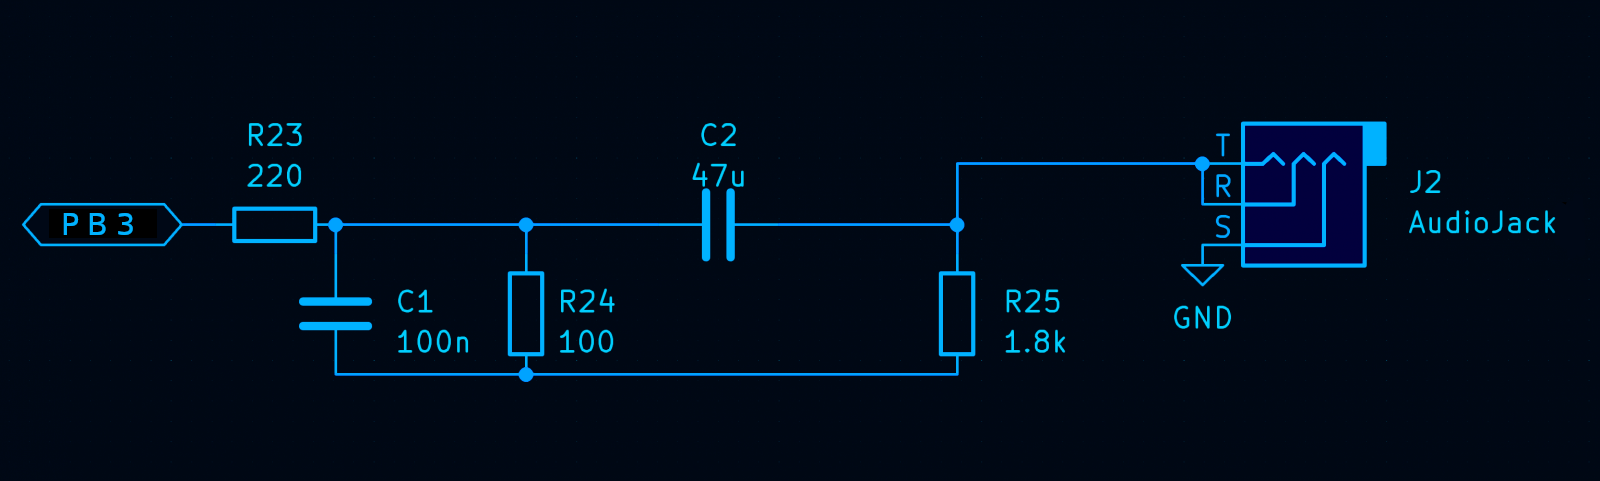 R23
220
C2
47u
T
R
S
J2
AudioJack
PB3
C1
100n
R24
100
R25
1.8k
GND